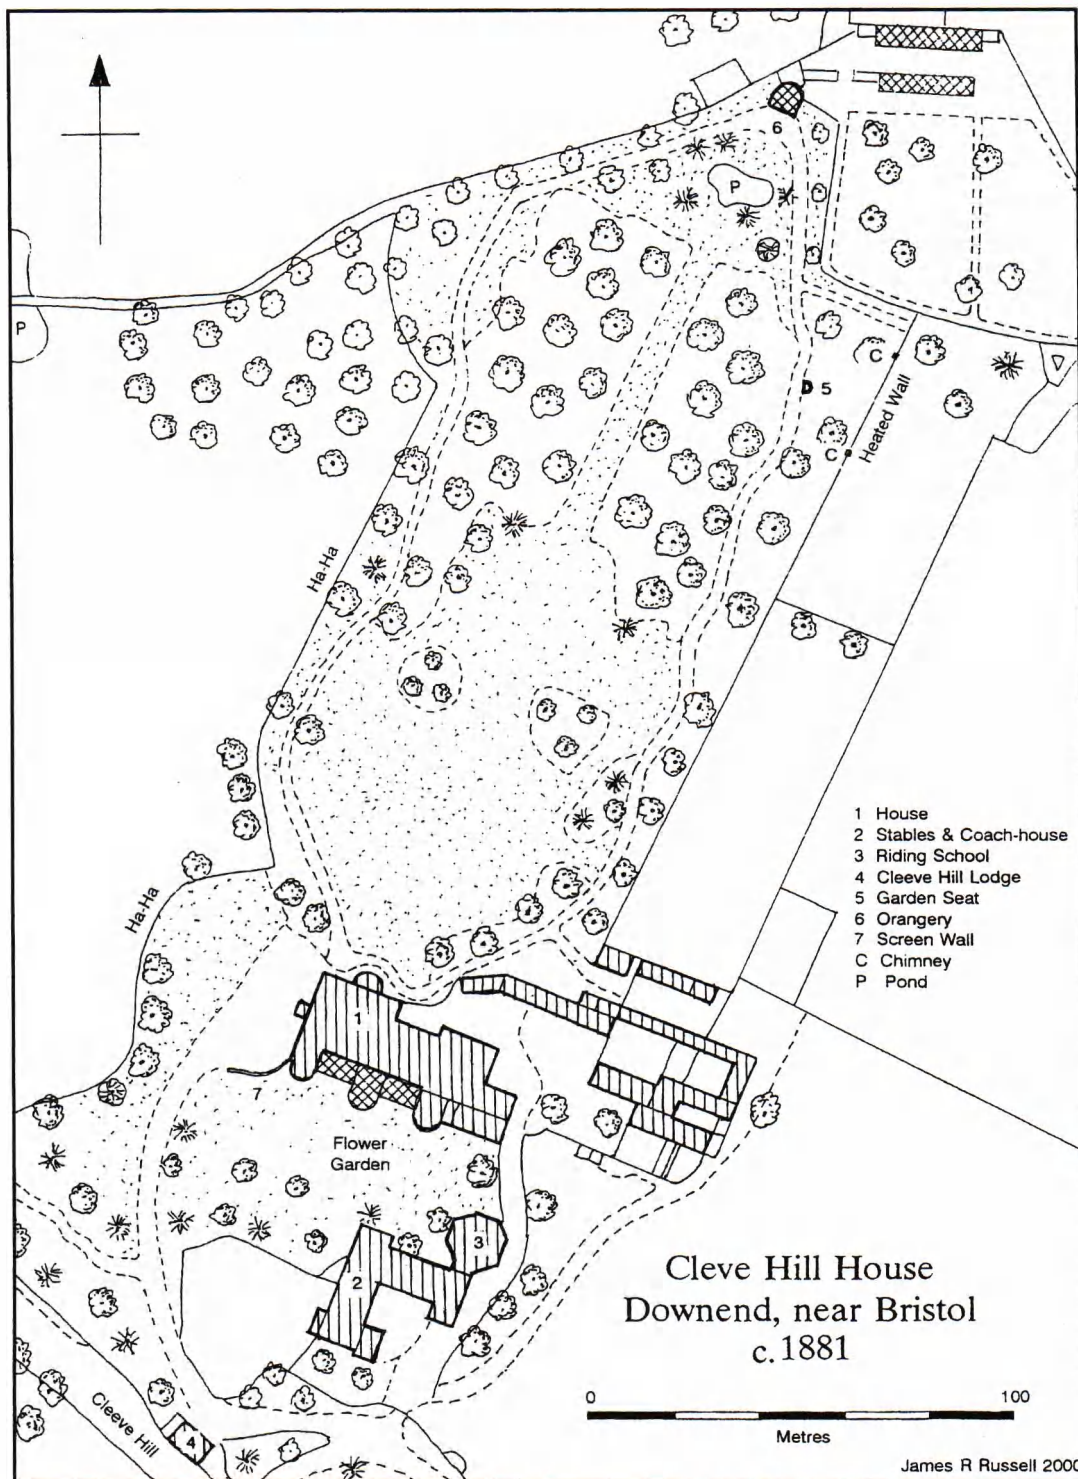 6
P
P
C
5
C
Heated Wall
Ha-Ha
1 House
2 Stables & Coach-house
3 Riding School
4 Cleeve Hill Lodge
5 Garden Seat
6 Orangery
7 Screen Wall
C Chimney
P Pond
Ha-Ha
1
7
Flower
Garden
3
2
Cleve Hill House
Downend, near Bristol
c. 1881
0 100
Metres
Cleeve Hill
4
James R Russell 2000